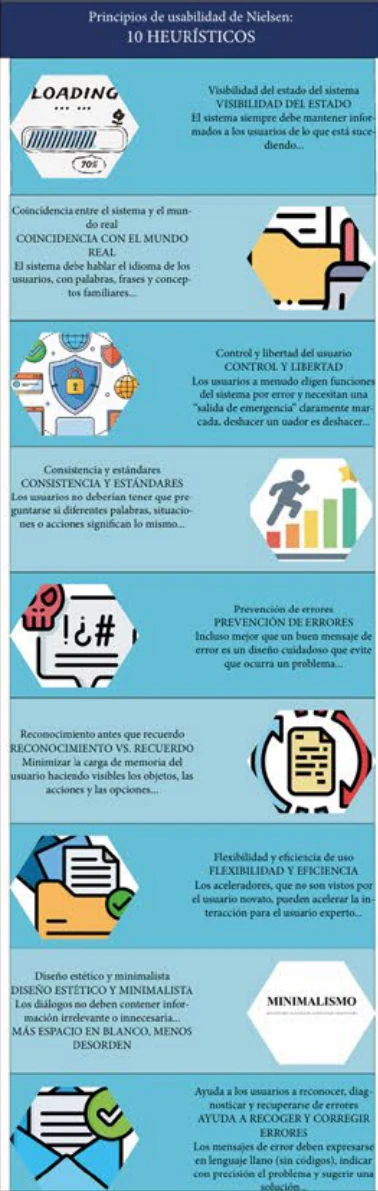 Principios de usabilidad de Nielsen:
10 HEURÍSTICOS
LOADING
... ...
70%
Visibilidad del estado del sistema
VISIBILIDAD DEL ESTADO
El sistema siempre debe mantener infor-
mados a los usuarios de lo que está suce-
diendo...
Coincidencia entre el sistema y el mun-
do real
COINCIDENCIA CON EL MUNDO
REAL
El sistema debe hablar el idioma de los
usuarios, con palabras, frases y concep-
tos familiares...
Control y libertad del usuario
CONTROL Y LIBERTAD
Los usuarios a menudo eligen funciones
del sistema por error y necesitan una
"salida de emergencia" claramente mar-
cada, deshacer un uador es deshacer...
Consistencia y estándares
CONSISTENCIA Y ESTÁNDARES
Los usuarios no deberían tener que pre-
guntarse si diferentes palabras, situacio-
nes o acciones significan lo mismo...
!¿#
Prevención de errores
PREVENCIÓN DE ERRORES
Incluso mejor que un buen mensaje de
error es un diseño cuidadoso que evite
que ocurra un problema...
Reconocimiento antes que recuerdo
RECONOCIMIENTO VS. RECUERDO
Minimizar la carga de memoria del
usuario haciendo visibles los objetos, las
acciones y las opciones...
Flexibilidad y eficiencia de uso
FLEXIBILIDAD Y EFICIENCIA
Los aceleradores, que no son vistos por
el usuario novato, pueden acelerar la in-
teracción para el usuario experto...
Diseño estético y minimalista
DISEÑO ESTÉTICO Y MINIMALISTA
Los diálogos no deben contener infor-
mación irrelevante o innecesaria...
MÁS ESPACIO EN BLANCO, MENOS
DESORDEN
MINIMALISMO
Ayuda a los usuarios a reconocer, diag-
nosticar y recuperarse de errores
AYUDA A RECOGER Y CORREGIR
ERRORES
Los mensajes de error deben expresarse
en lenguaje llano (sin códigos), indicar
con precisión el problema y sugerir una
solución...